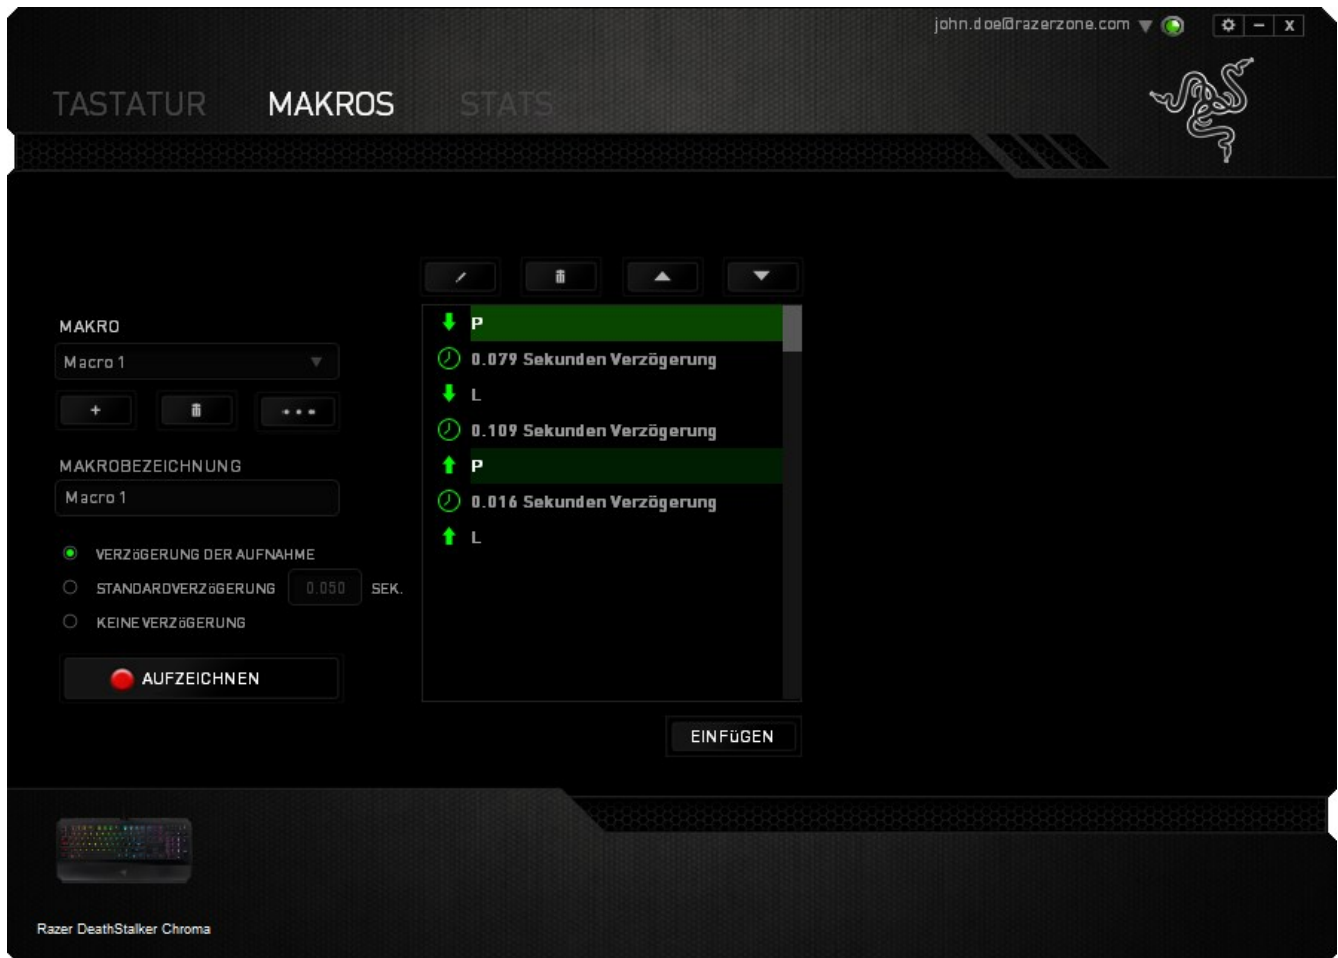 john.doe@razerzone.com
TASTATUR MAKROS STATS
MAKRO
Macro 1
MAKROBEZEICHNUNG
Macro 1
VERZöGERUNG DER AUFNAHME
STANDARDVERZöGERUNG 0.050 SEK.
KEINE VERZöGERUNG
AUFZEICHNEN
P
0.079 Sekunden Verzögerung
L
0.109 Sekunden Verzögerung
P
0.016 Sekunden Verzögerung
L
EINFüGEN
Razer DeathStalker Chroma